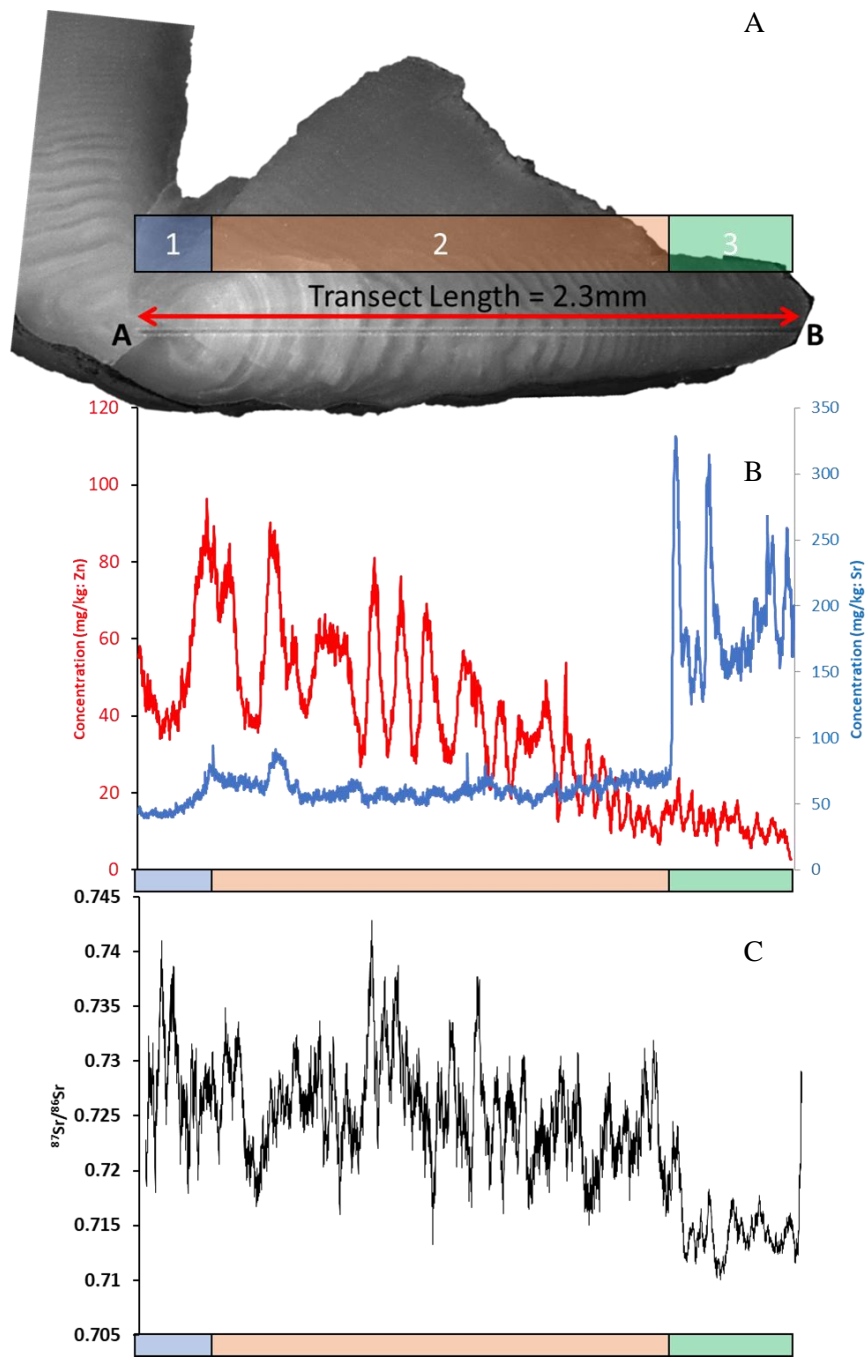 A
1 2 3
Transect Length = 2.3mm
A B
120
100
80
60
40
20
0
Concentration (mg/kg: Zn)
B
350
300
250
200
150
100
50
0
Concentration (mg/kg: Sr)
0.745
0.74
0.735
0.73
0.725
0.72
0.715
0.71
0.705
⁸⁷Sr/⁸⁶Sr
C